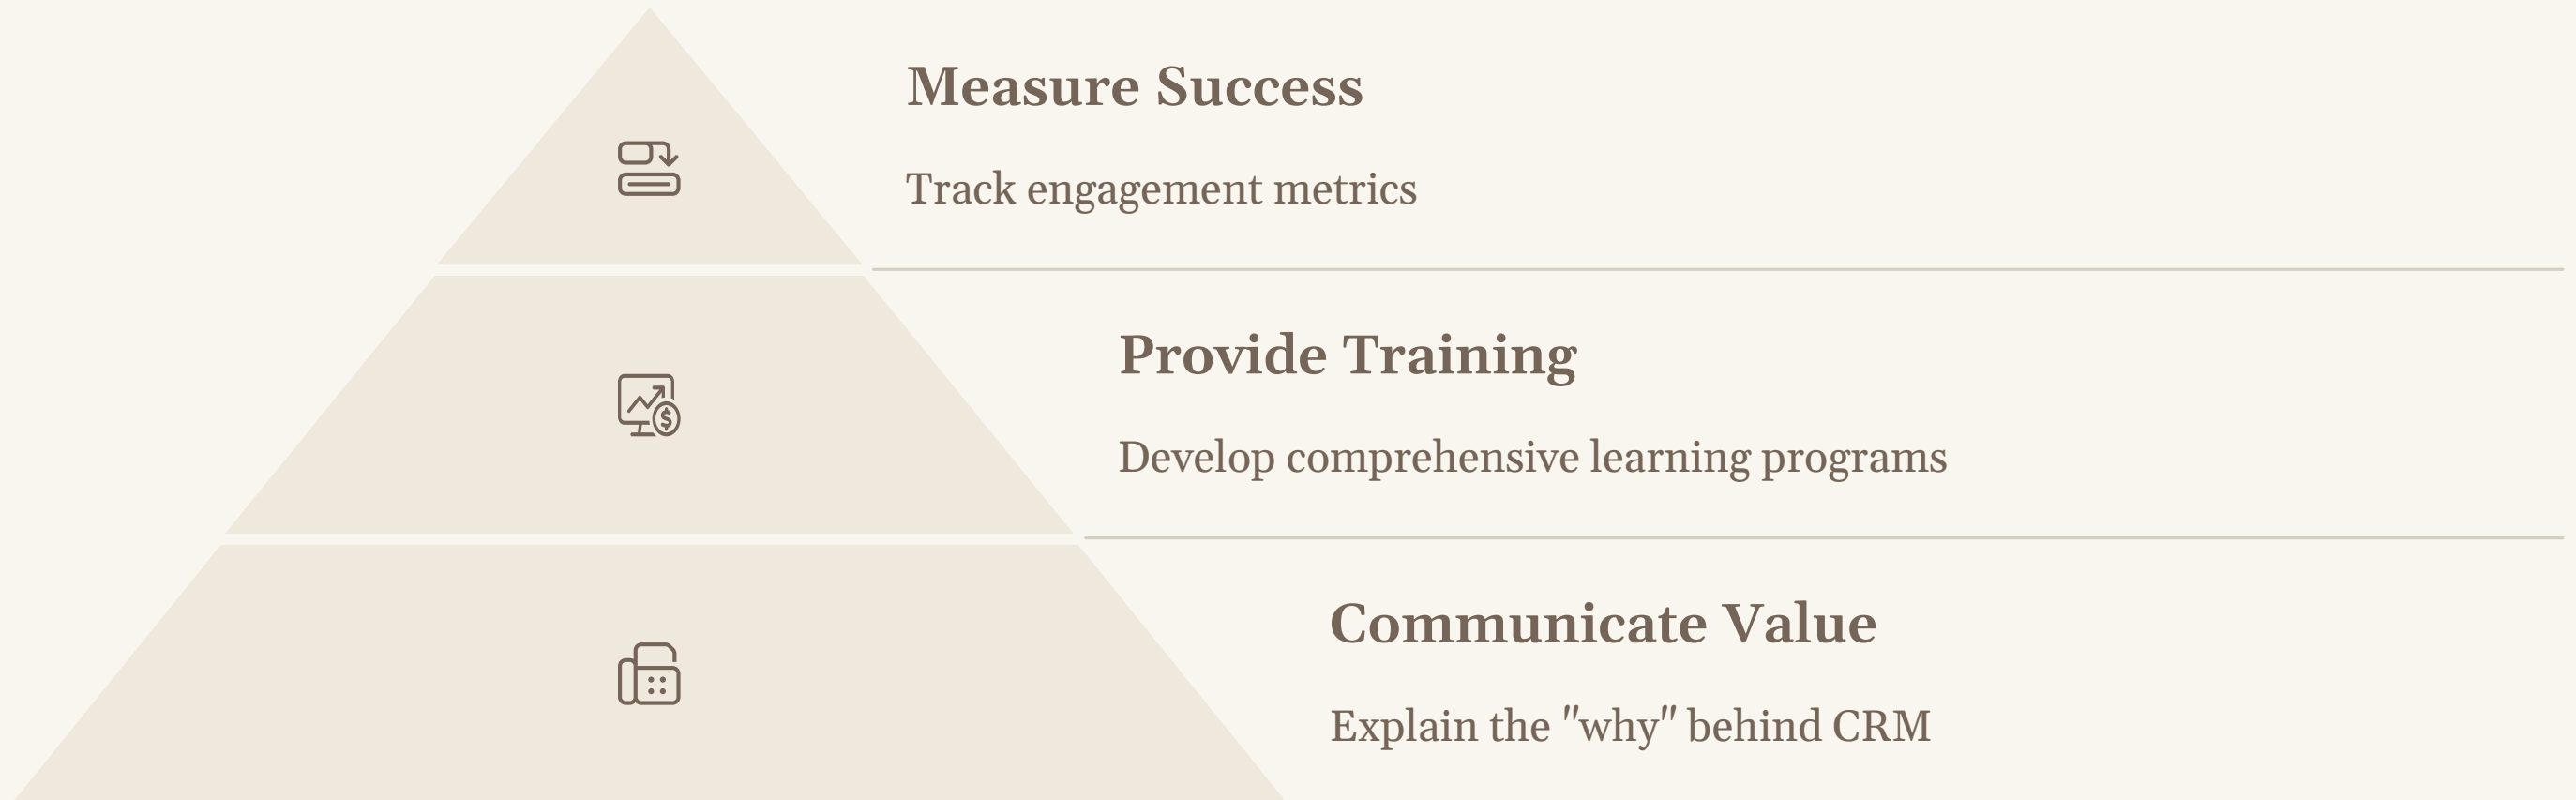 Measure Success
Track engagement metrics
Provide Training
Develop comprehensive learning programs
Communicate Value
Explain the "why" behind CRM